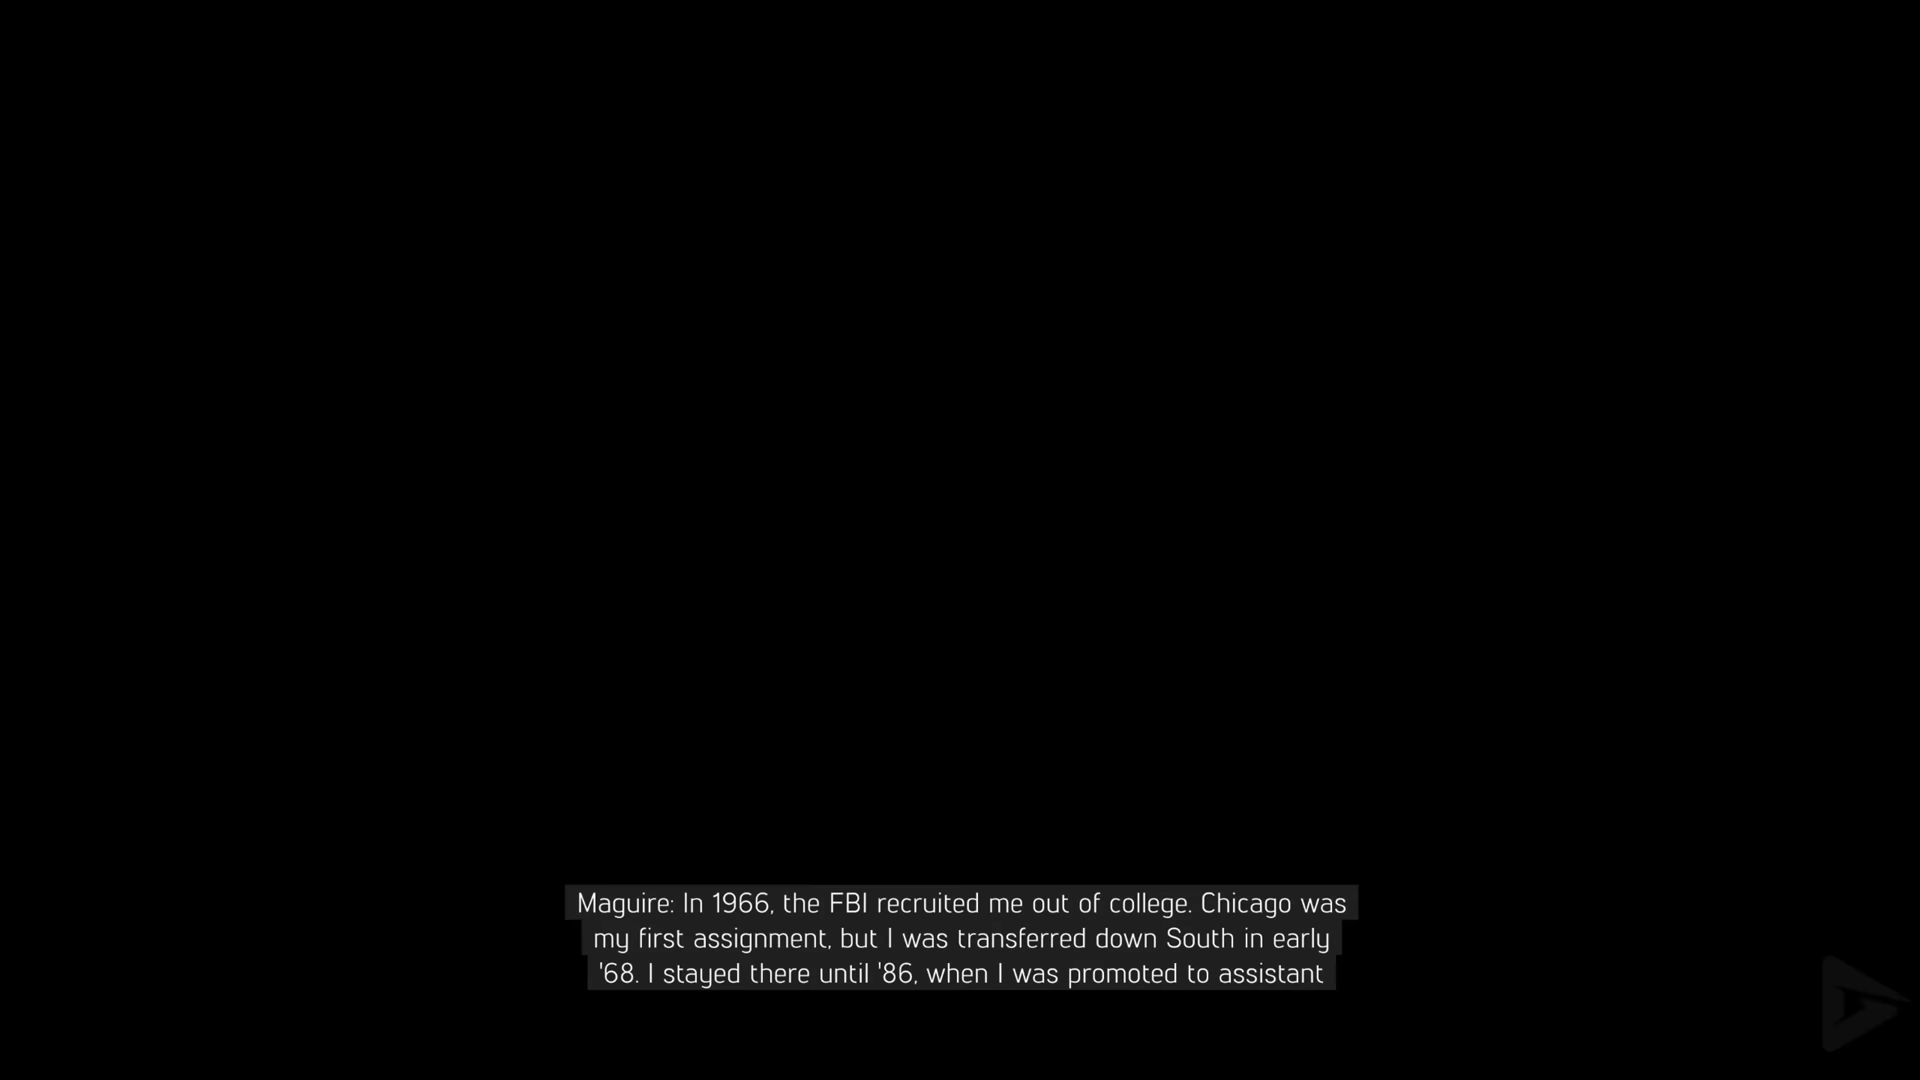 Maguire: In 1966, the FBI recruited me out of college. Chicago was
my first assignment, but I was transferred down South in early
'68. I stayed there until '86, when I was promoted to assistant